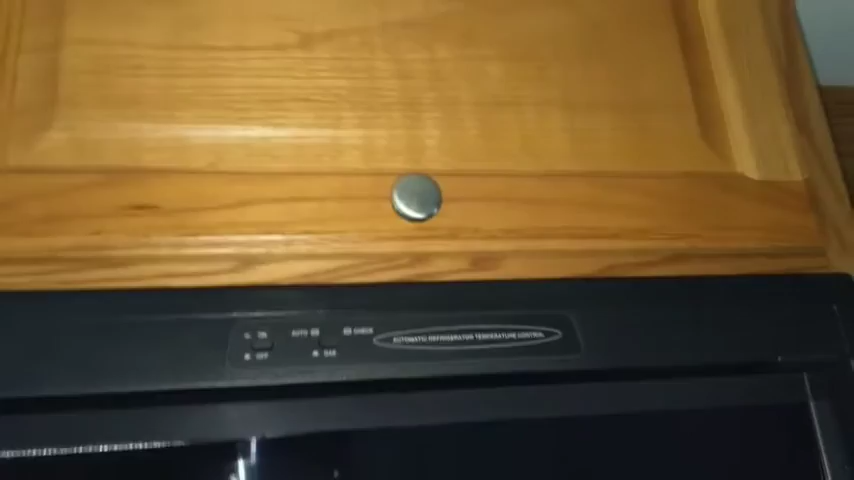 ON AUTO CHECK
OFF GAS
AUTOMATIC REFRIGERATOR TEMPERATURE CONTROL